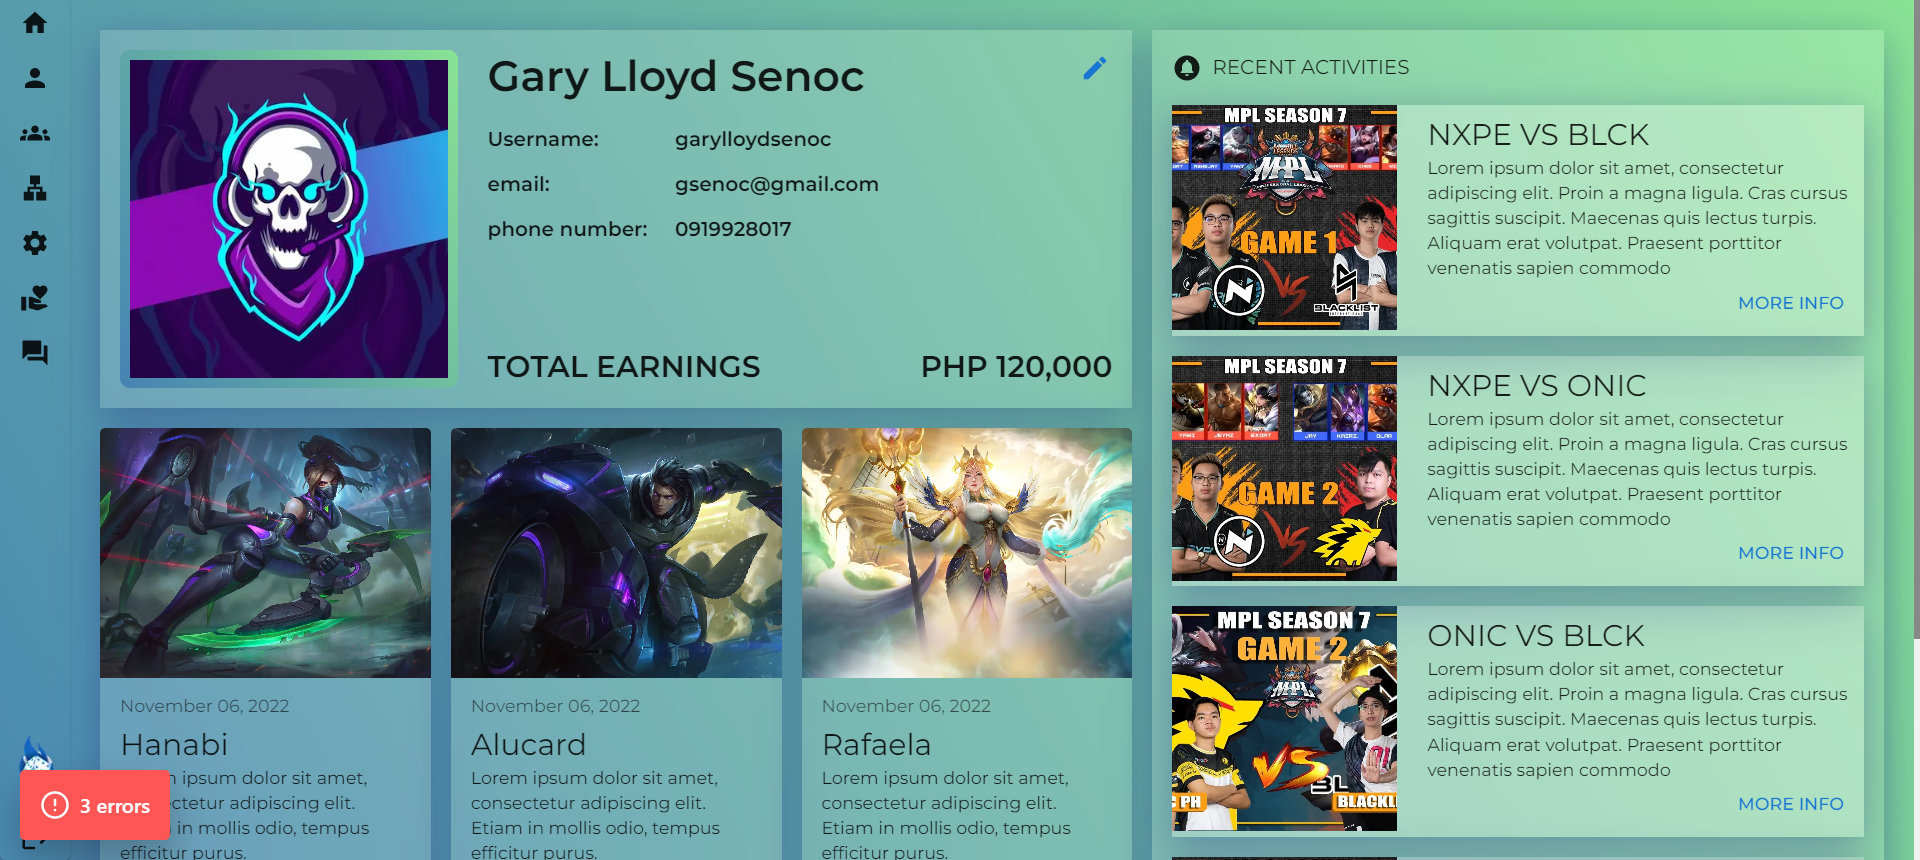 Gary Lloyd Senoc
Username: garylloydsenoc
email: gsenoc@gmail.com
phone number: 0919928017
TOTAL EARNINGS PHP 120,000
November 06, 2022
Hanabi
ipsum dolor sit amet,
adipiscing elit.
in mollis odio, tempus
efficitur purus.
November 06, 2022
Alucard
Lorem ipsum dolor sit amet,
consectetur adipiscing elit.
Etiam in mollis odio, tempus
efficitur purus.
November 06, 2022
Rafaela
Lorem ipsum dolor sit amet,
consectetur adipiscing elit.
Etiam in mollis odio, tempus
efficitur purus.
3 errors
RECENT ACTIVITIES
MPL SEASON 7
MPL
GAME 1
VS
BLACKLIST
NXPE VS BLCK
Lorem ipsum dolor sit amet, consectetur
adipiscing elit. Proin a magna ligula. Cras cursus
sagittis suscipit. Maecenas quis lectus turpis.
Aliquam erat volutpat. Praesent porttitor
venenatis sapien commodo
MORE INFO
MPL SEASON 7
GAME 2
VS
NXPE VS ONIC
Lorem ipsum dolor sit amet, consectetur
adipiscing elit. Proin a magna ligula. Cras cursus
sagittis suscipit. Maecenas quis lectus turpis.
Aliquam erat volutpat. Praesent porttitor
venenatis sapien commodo
MORE INFO
MPL SEASON 7
GAME 2
MPL
VS
PH
ONIC VS BLCK
Lorem ipsum dolor sit amet, consectetur
adipiscing elit. Proin a magna ligula. Cras cursus
sagittis suscipit. Maecenas quis lectus turpis.
Aliquam erat volutpat. Praesent porttitor
venenatis sapien commodo
MORE INFO